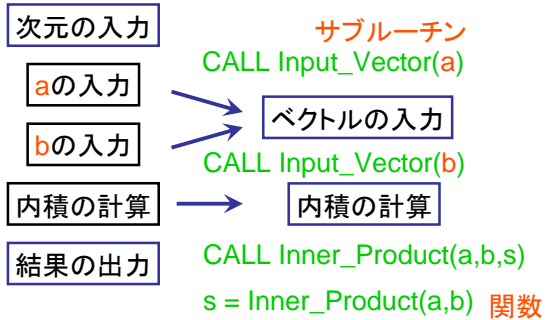 次元の入力
サブルーチン
CALL Input_Vector(a)
aの入力
ベクトルの入力
bの入力
CALL Input_Vector(b)
内積の計算
内積の計算
CALL Inner_Product(a,b,s)
結果の出力
s = Inner_Product(a,b) 関数